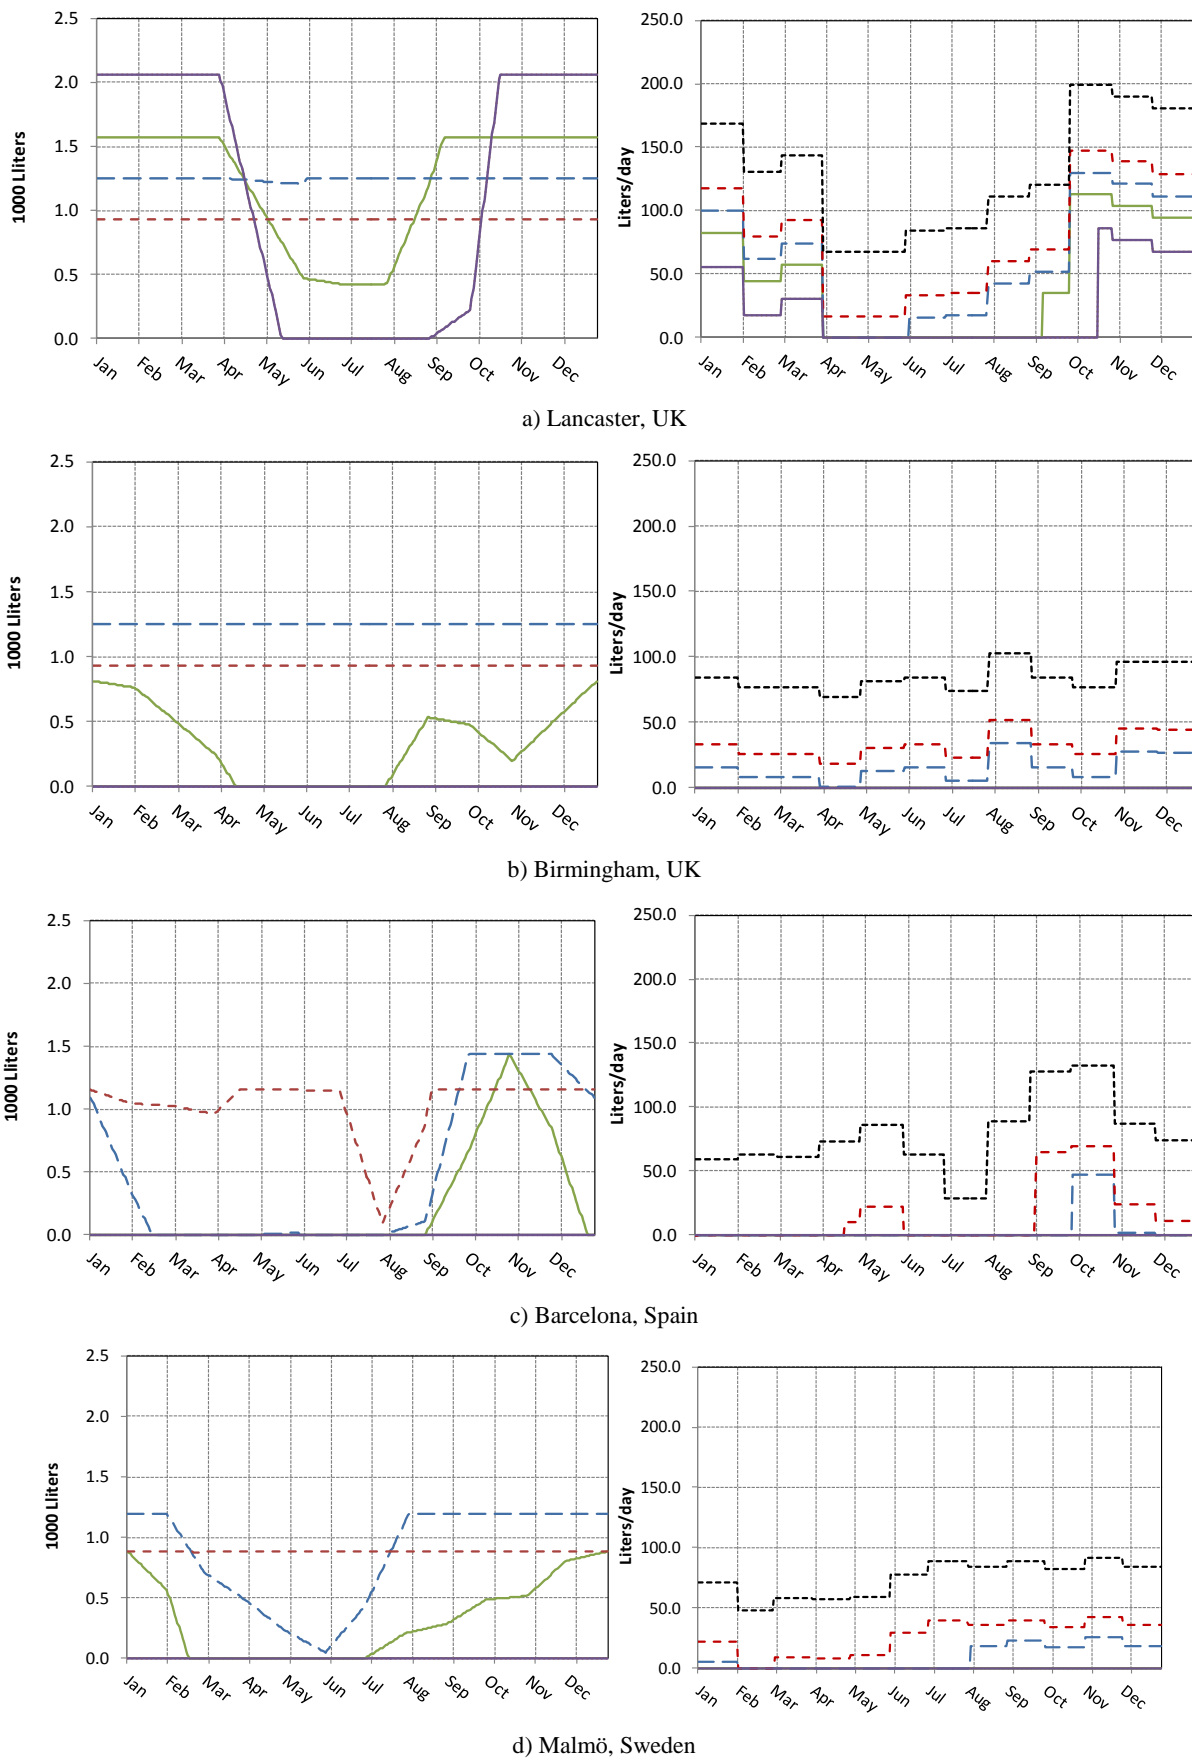 2.5
2.0
1.5
1.0
0.5
0.0
1000 Lliters
Jan Feb Mar Apr May Jun Jul Aug Sep Oct Nov Dec
250.0
200.0
150.0
100.0
50.0
0.0
Liters/day
Jan Feb Mar Apr May Jun Jul Aug Sep Oct Nov Dec
a) Lancaster, UK
2.5
2.0
1.5
1.0
0.5
0.0
1000 Lliters
Jan Feb Mar Apr May Jun Jul Aug Sep Oct Nov Dec
250.0
200.0
150.0
100.0
50.0
0.0
Liters/day
Jan Feb Mar Apr May Jun Jul Aug Sep Oct Nov Dec
b) Birmingham, UK
2.5
2.0
1.5
1.0
0.5
0.0
1000 Lliters
Jan Feb Mar Apr May Jun Jul Aug Sep Oct Nov Dec
250.0
200.0
150.0
100.0
50.0
0.0
Liters/day
Jan Feb Mar Apr May Jun Jul Aug Sep Oct Nov Dec
c) Barcelona, Spain
2.5
2.0
1.5
1.0
0.5
0.0
1000 Lliters
Jan Feb Mar Apr May Jun Jul Aug Sep Oct Nov Dec
250.0
200.0
150.0
100.0
50.0
0.0
Liters/day
Jan Feb Mar Apr May Jun Jul Aug Sep Oct Nov Dec
d) Malmö, Sweden